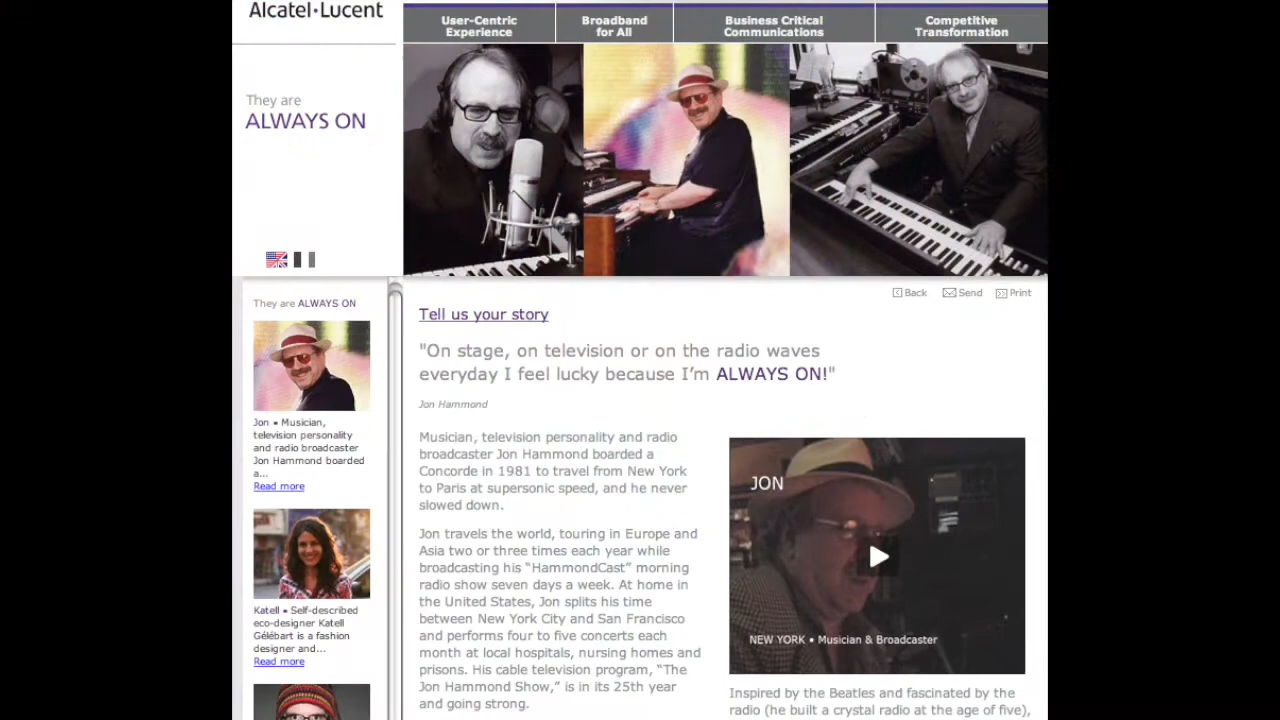 Alcatel·Lucent
User-Centric
Experience
Broadband
for All
Business Critical
Communications
Competitive
Transformation
They are
ALWAYS ON
They are ALWAYS ON
Jon • Musician,
television personality
and radio broadcaster
Jon Hammond boarded
a...
Read more
Katell • Self-described
eco-designer Katell
Gélébart is a fashion
designer and...
Read more
Back
Send
Print
Tell us your story
"On stage, on television or on the radio waves
everyday I feel lucky because I’m ALWAYS ON!"
Jon Hammond
Musician, television personality and radio
broadcaster Jon Hammond boarded a
Concorde in 1981 to travel from New York
to Paris at supersonic speed, and he never
slowed down.
Jon travels the world, touring in Europe and
Asia two or three times each year while
broadcasting his “HammondCast” morning
radio show seven days a week. At home in
the United States, Jon splits his time
between New York City and San Francisco
and performs four to five concerts each
month at local hospitals, nursing homes and
prisons. His cable television program, “The
Jon Hammond Show,” is in its 25th year
and going strong.
JON
NEW YORK • Musician & Broadcaster
Inspired by the Beatles and fascinated by the
radio (he built a crystal radio at the age of five),